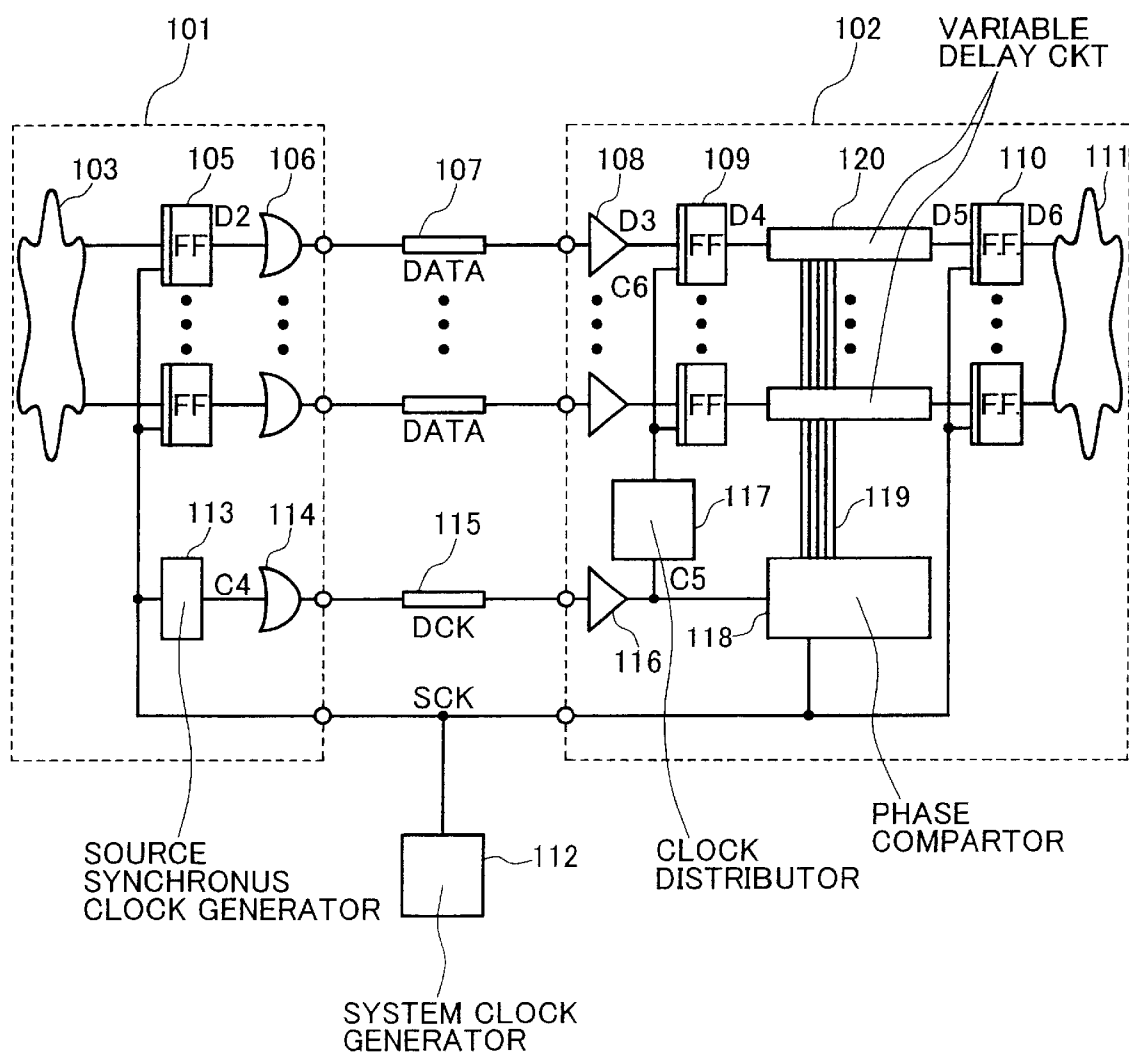 101
102
VARIABLE
DELAY CKT
103
105
106
107
108
109
120
110
111
D2
D3
D4
D5
D6
FF
FF
F.F.
DATA
C6
FF
FF
F.F.
DATA
113
114
115
117
119
C4
C5
DCK
116
118
SCK
SOURCE
SYNCHRONUS
CLOCK GENERATOR
112
CLOCK
DISTRIBUTOR
PHASE
COMPARTOR
SYSTEM CLOCK
GENERATOR